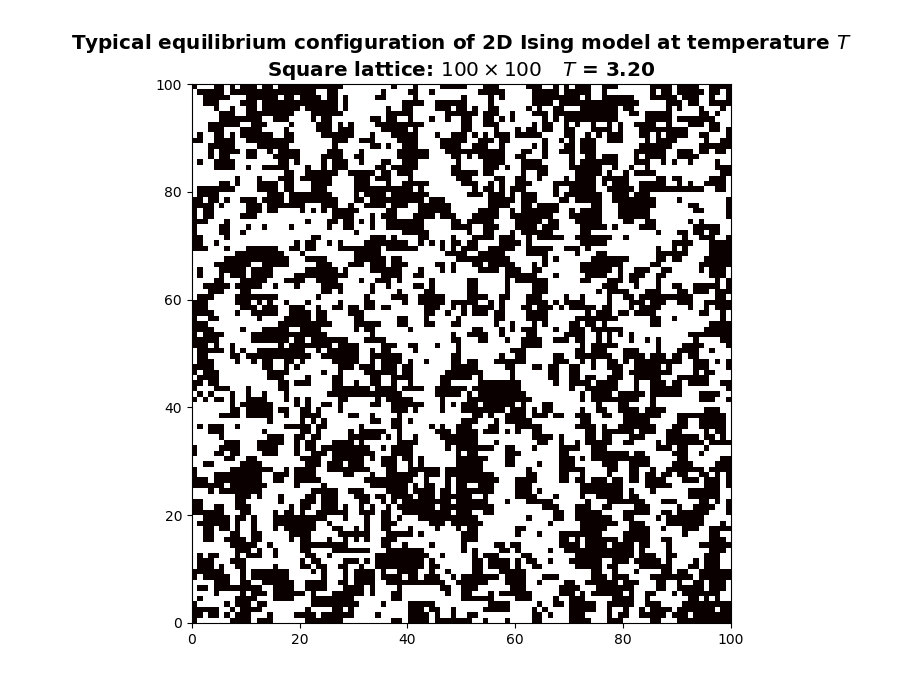 Typical equilibrium configuration of 2D Ising model at temperature T
Square lattice: 100 × 100 T = 3.20
100
80
60
40
20
0
0 20 40 60 80 100